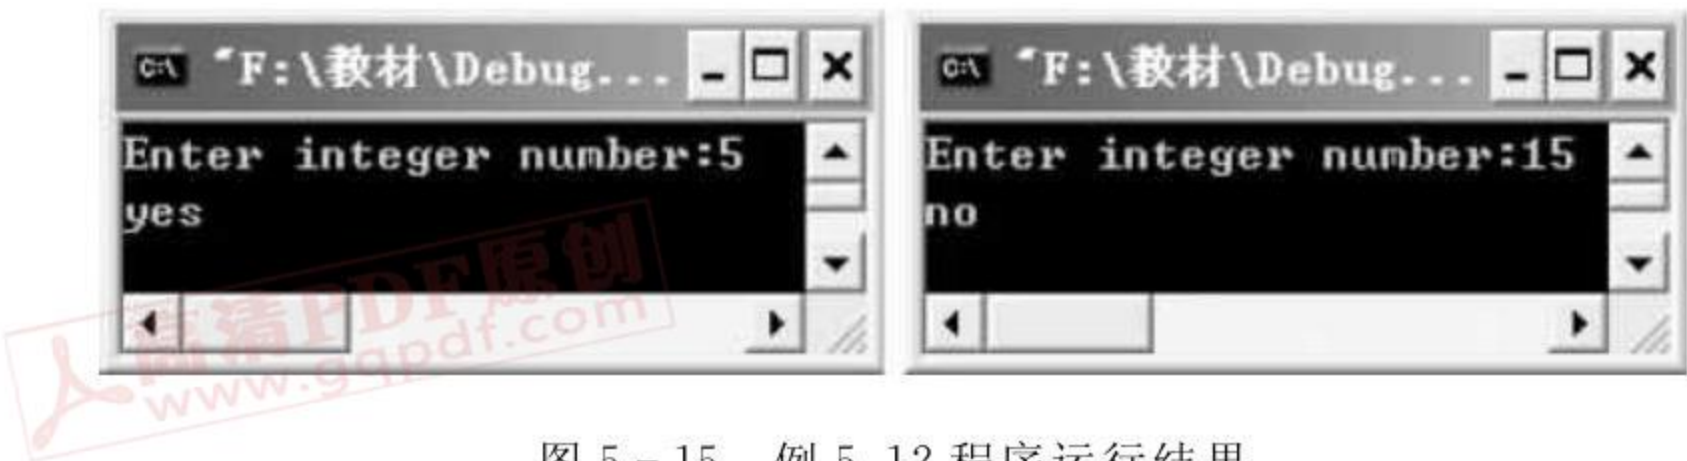 "F:\教材\Debug...
Enter integer number:5
yes
"F:\教材\Debug...
Enter integer number:15
no
高清PDF原创
www.gqpdf.com
图 5-15 例 5.12 程序运行结果